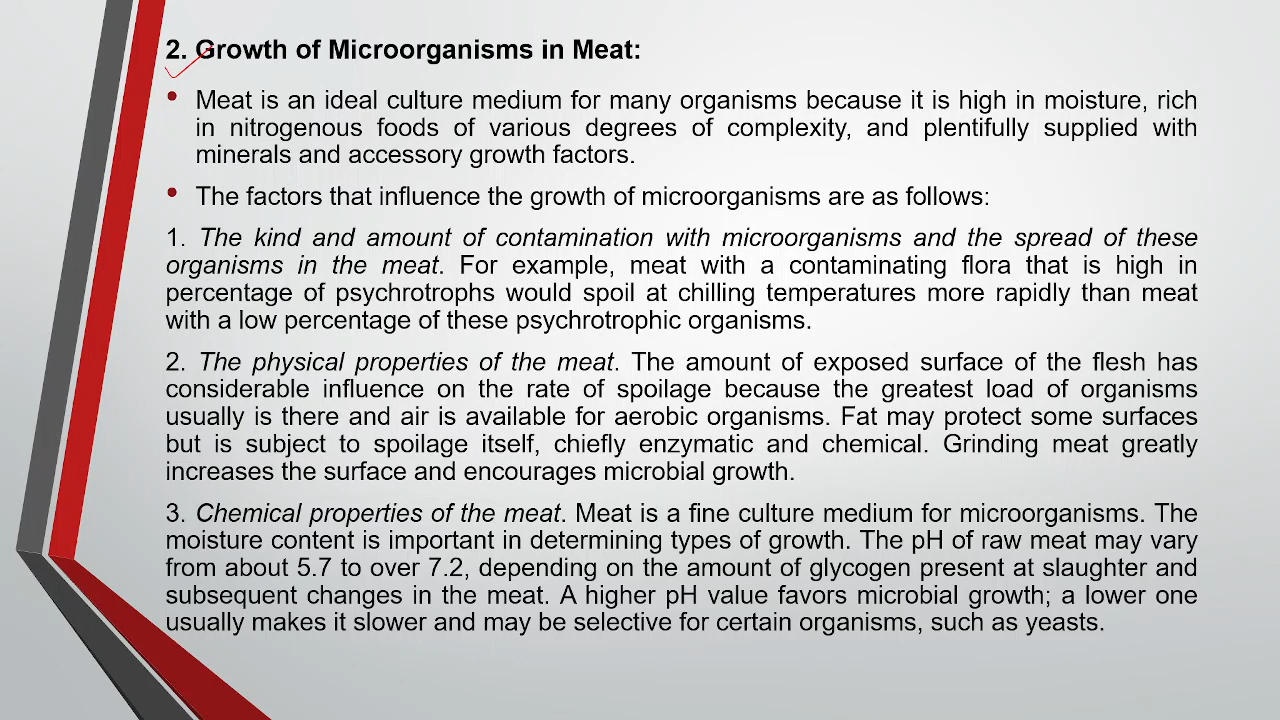 2. Growth of Microorganisms in Meat:
• Meat is an ideal culture medium for many organisms because it is high in moisture, rich
in nitrogenous foods of various degrees of complexity, and plentifully supplied with
minerals and accessory growth factors.
• The factors that influence the growth of microorganisms are as follows:
1. The kind and amount of contamination with microorganisms and the spread of these
organisms in the meat. For example, meat with a contaminating flora that is high in
percentage of psychrotrophs would spoil at chilling temperatures more rapidly than meat
with a low percentage of these psychrotrophic organisms.
2. The physical properties of the meat. The amount of exposed surface of the flesh has
considerable influence on the rate of spoilage because the greatest load of organisms
usually is there and air is available for aerobic organisms. Fat may protect some surfaces
but is subject to spoilage itself, chiefly enzymatic and chemical. Grinding meat greatly
increases the surface and encourages microbial growth.
3. Chemical properties of the meat. Meat is a fine culture medium for microorganisms. The
moisture content is important in determining types of growth. The pH of raw meat may vary
from about 5.7 to over 7.2, depending on the amount of glycogen present at slaughter and
subsequent changes in the meat. A higher pH value favors microbial growth; a lower one
usually makes it slower and may be selective for certain organisms, such as yeasts.